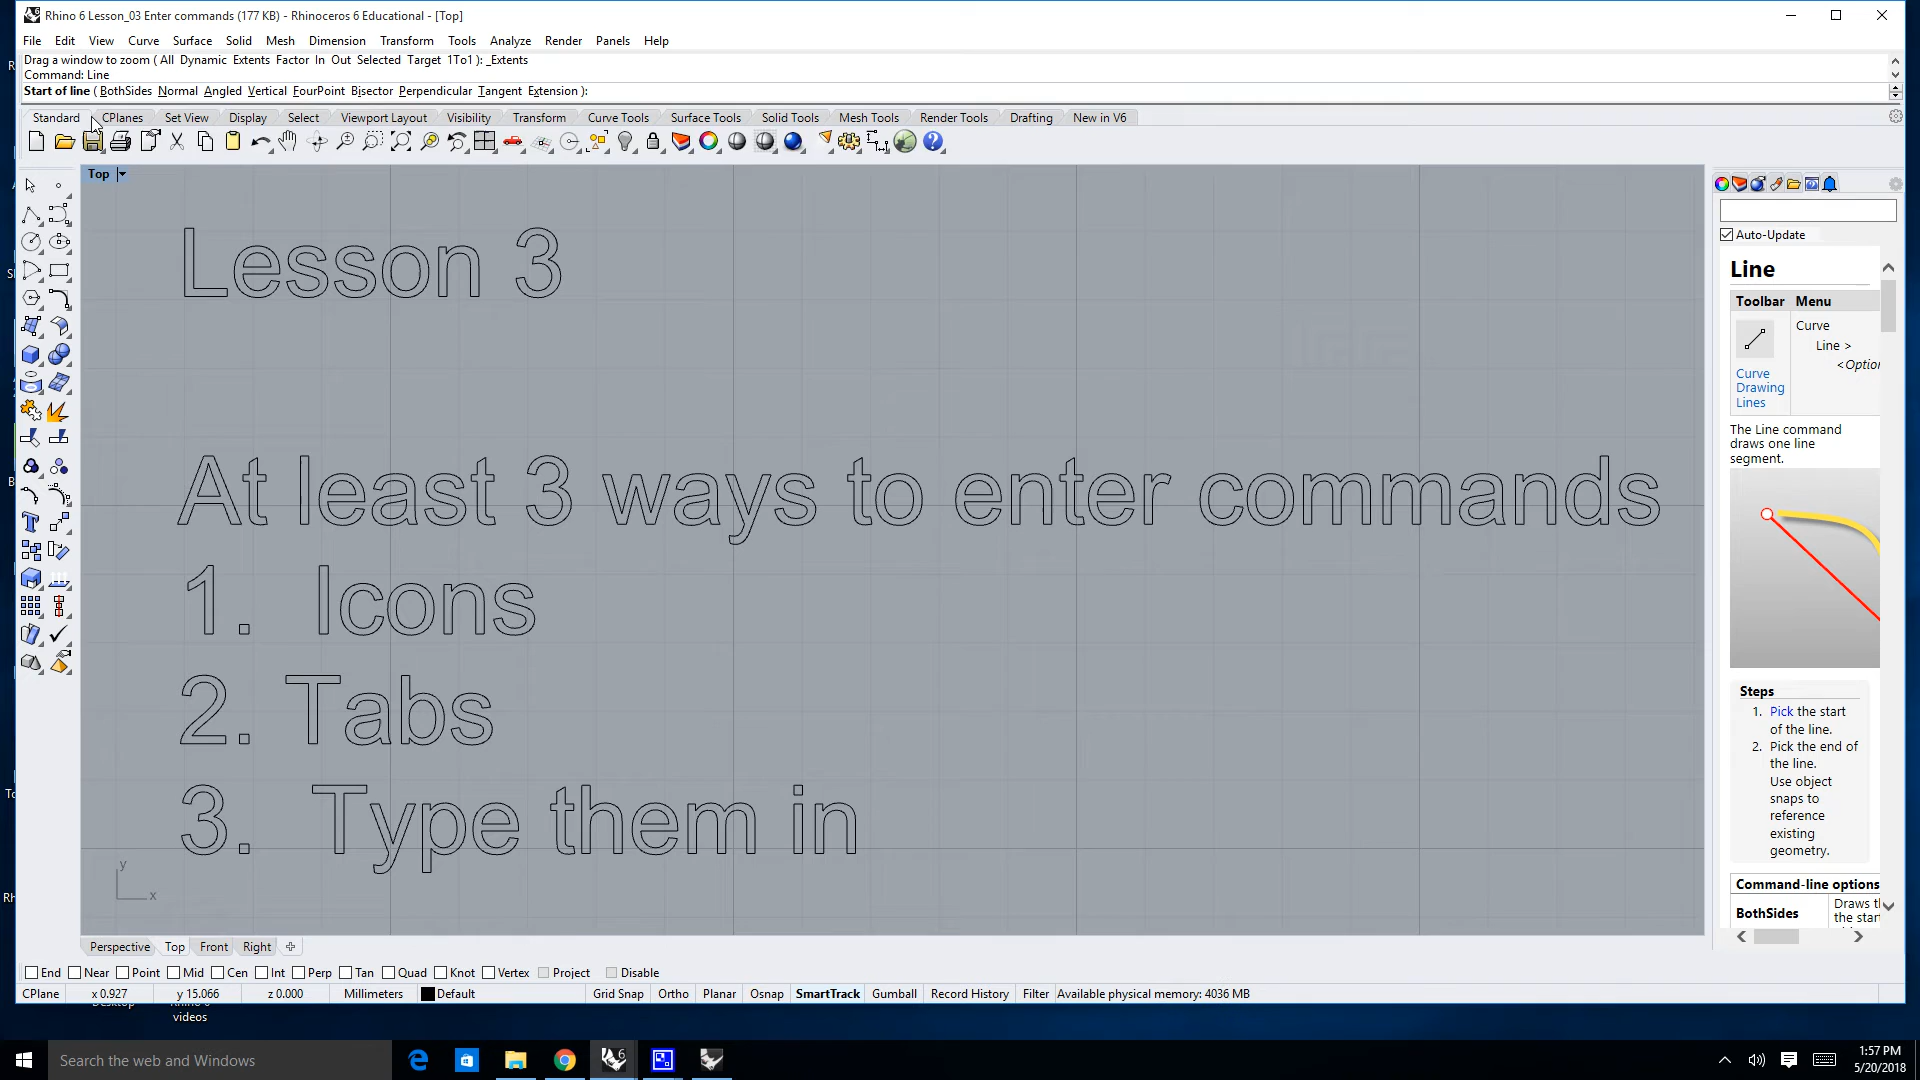 Rhino 6 Lesson_03 Enter commands (177 KB) - Rhinoceros 6 Educational - [Top]
File Edit View Curve Surface Solid Mesh Dimension Transform Tools Analyze Render Panels Help
Drag a window to zoom ( All Dynamic Extents Factor In Out Selected Target 1To1 ): _Extents
Command: Line
Start of line ( BothSides Normal Angled Vertical FourPoint Bisector Perpendicular Tangent Extension ):
Standard CPlanes Set View Display Select Viewport Layout Visibility Transform Curve Tools Surface Tools Solid Tools Mesh Tools Render Tools Drafting New in V6
Top
Lesson 3
At least 3 ways to enter commands
1. Icons
2. Tabs
3. Type them in
y
x
Auto-Update
Line
Toolbar Menu
Curve
Line >
<Option
Curve
Drawing
Lines
The Line command
draws one line
segment.
Steps
1. Pick the start
of the line.
2. Pick the end of
the line.
Use object
snaps to
reference
existing
geometry.
Command-line options
BothSides
Draws th
the start
Perspective Top Front Right
End Near Point Mid Cen Int Perp Tan Quad Knot Vertex Project Disable
CPlane x 0.927 y 15.066 z 0.000 Millimeters Default Grid Snap Ortho Planar Osnap SmartTrack Gumball Record History Filter Available physical memory: 4036 MB
videos
Search the web and Windows
1:57 PM
5/20/2018